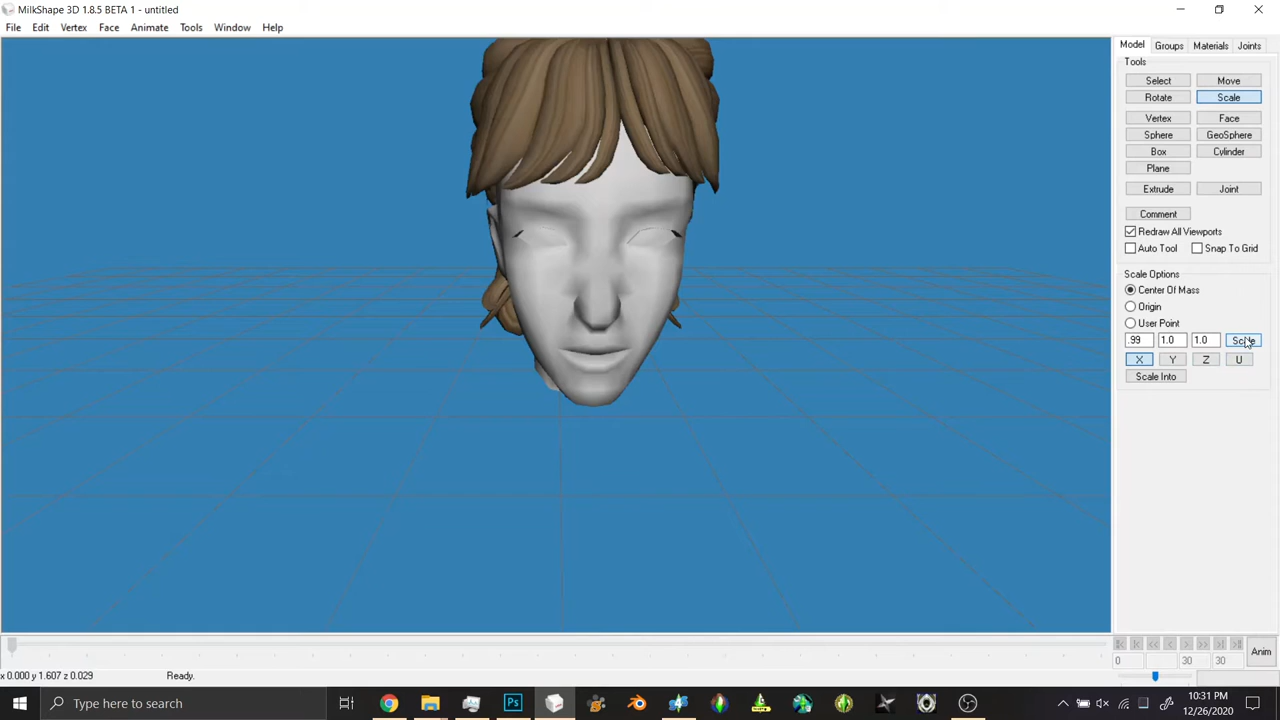 MilkShape 3D 1.8.5 BETA 1 - untitled
File Edit Vertex Face Animate Tools Window Help
Model Groups Materials Joints
Tools
Select Move
Rotate Scale
Vertex Face
Sphere GeoSphere
Box Cylinder
Plane
Extrude Joint
Comment
Redraw All Viewports
Auto Tool Snap To Grid
Scale Options
Center Of Mass
Origin
User Point
.99 1.0 1.0 Scale
X Y Z U
Scale Into
0 30 30 Anim
x 0.000 y 1.607 z 0.029 Ready.
Type here to search
Ps
10:31 PM
12/26/2020